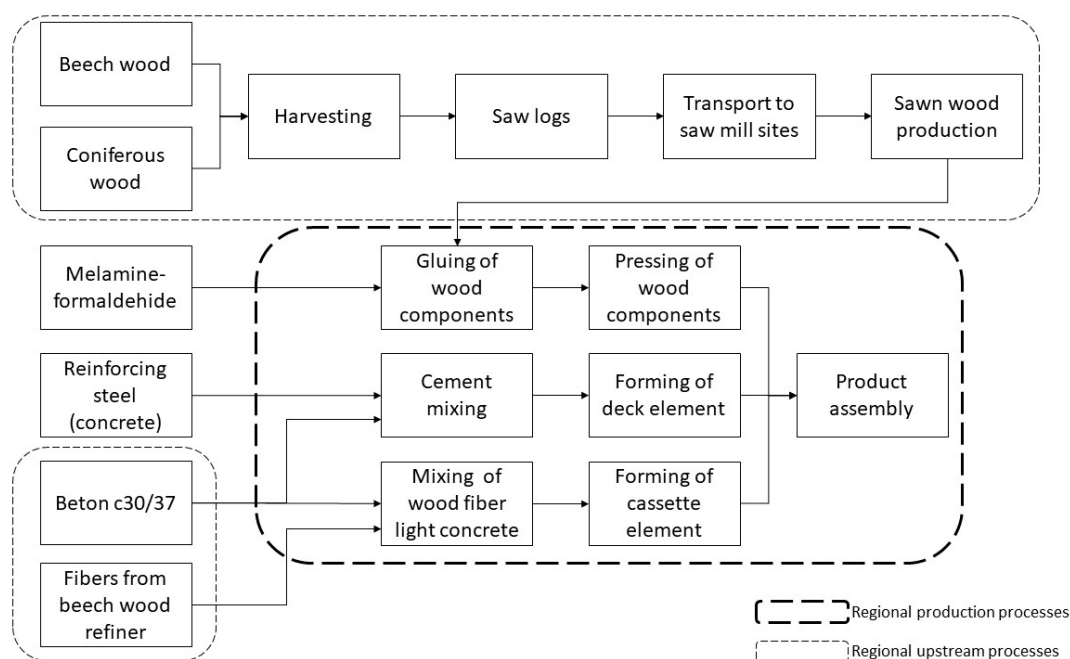 Beech wood
Coniferous
wood
Harvesting
Saw logs
Transport to
saw mill sites
Sawn wood
production
Melamine-
formaldehide
Gluing of
wood
components
Pressing of
wood
components
Reinforcing
steel
(concrete)
Cement
mixing
Forming of
deck element
Product
assembly
Beton c30/37
Mixing of
wood fiber
light concrete
Forming of
cassette
element
Fibers from
beech wood
refiner
Regional production processes
Regional upstream processes